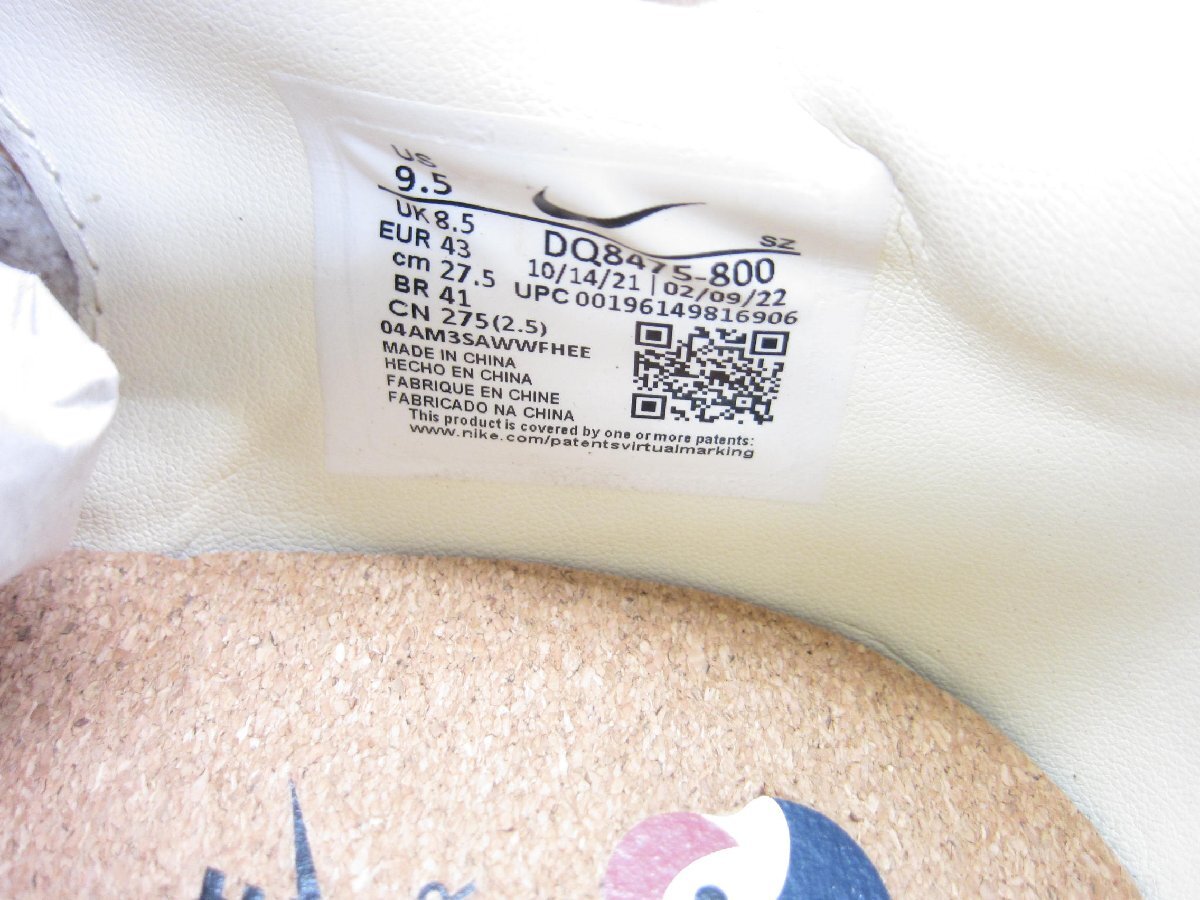 US
9.5
UK 8.5
EUR 43
cm 27.5
BR 41
CN 275(2.5)
SZ
DQ8475-800
10/14/21 | 02/09/22
UPC 00196149816906
04AM3SAWWFHEE
MADE IN CHINA
HECHO EN CHINA
FABRIQUE EN CHINE
FABRICADO NA CHINA
This product is covered by one or more patents:
www.nike.com/patentsvirtualmarking